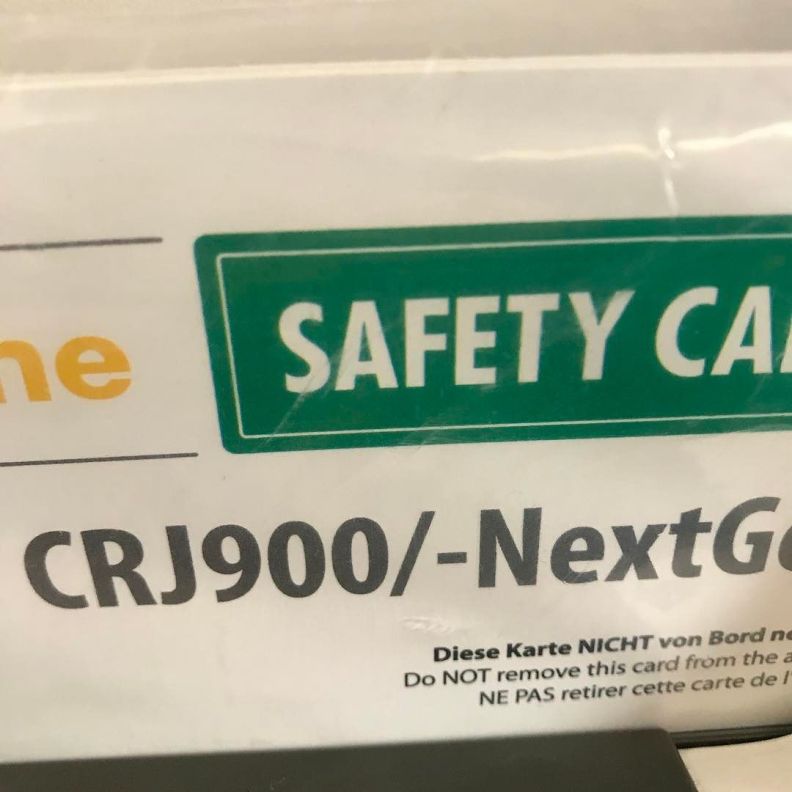 ne
SAFETY CA
CRJ900/-NextG
Diese Karte NICHT von Bord ne
Do NOT remove this card from the a
NE PAS retirer cette carte de l'